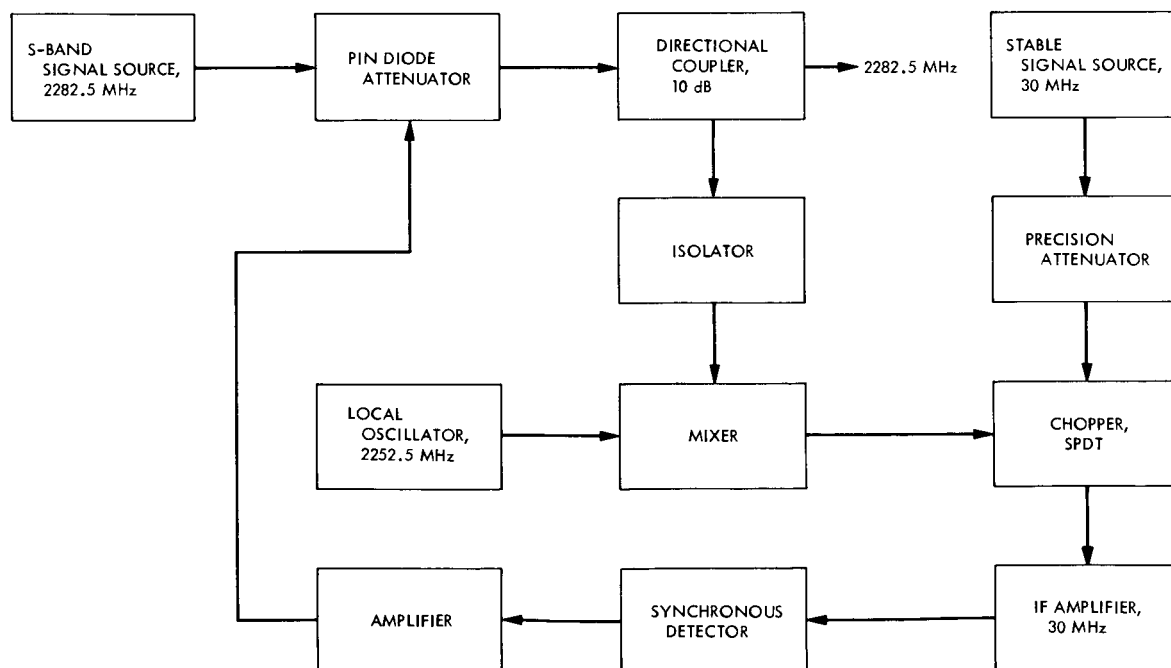 S-BAND
SIGNAL SOURCE,
2282.5 MHz
PIN DIODE
ATTENUATOR
DIRECTIONAL
COUPLER,
10 dB
2282.5 MHz
STABLE
SIGNAL SOURCE,
30 MHz
ISOLATOR
PRECISION
ATTENUATOR
LOCAL
OSCILLATOR,
2252.5 MHz
MIXER
CHOPPER,
SPDT
AMPLIFIER
SYNCHRONOUS
DETECTOR
IF AMPLIFIER,
30 MHz